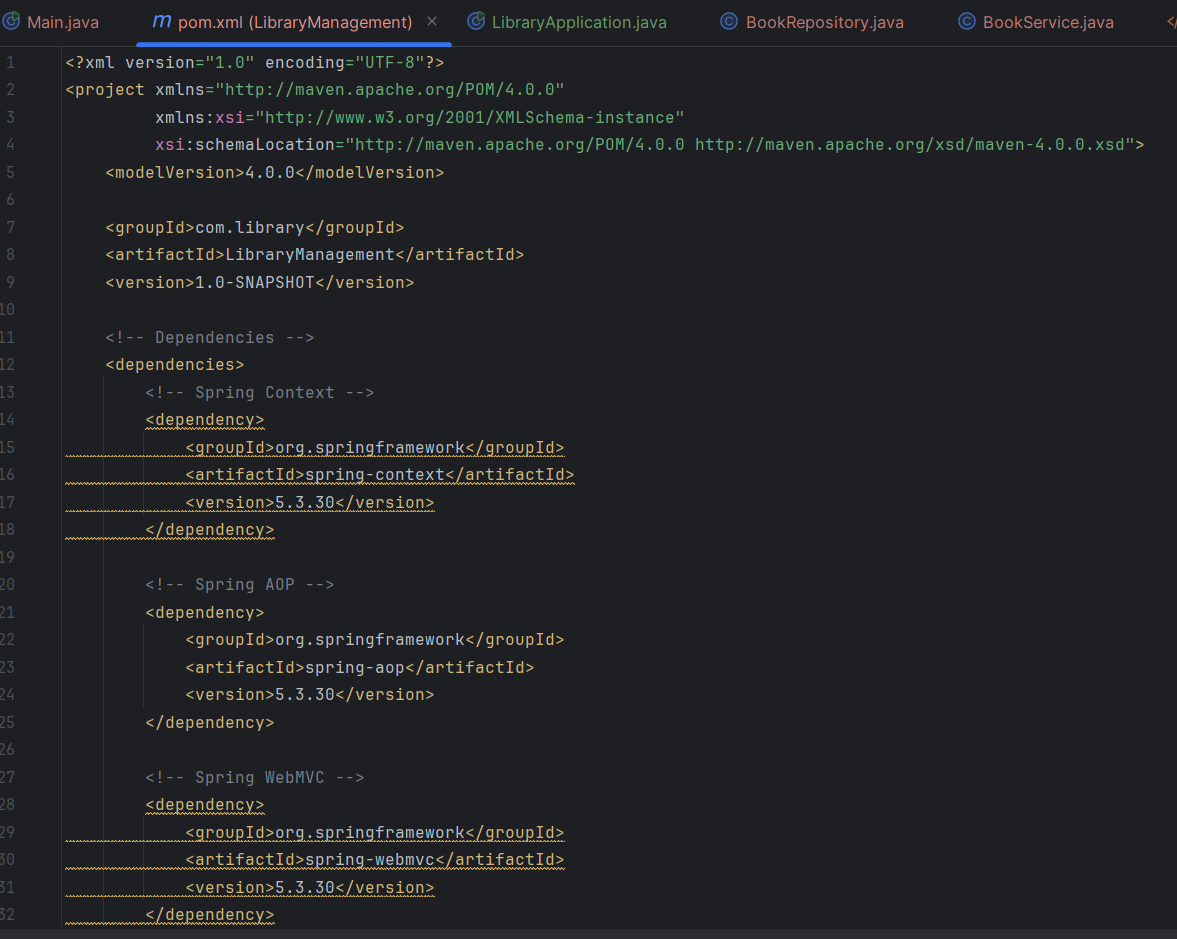 Main.java
m pom.xml (LibraryManagement) ×
LibraryApplication.java
BookRepository.java
BookService.java
1 <?xml version="1.0" encoding="UTF-8"?>
2 <project xmlns="http://maven.apache.org/POM/4.0.0"
3 xmlns:xsi="http://www.w3.org/2001/XMLSchema-instance"
4 xsi:schemaLocation="http://maven.apache.org/POM/4.0.0 http://maven.apache.org/xsd/maven-4.0.0.xsd">
5 <modelVersion>4.0.0</modelVersion>
6
7 <groupId>com.library</groupId>
8 <artifactId>LibraryManagement</artifactId>
9 <version>1.0-SNAPSHOT</version>
10
11 <!-- Dependencies -->
12 <dependencies>
13 <!-- Spring Context -->
14 <dependency>
15 <groupId>org.springframework</groupId>
16 <artifactId>spring-context</artifactId>
17 <version>5.3.30</version>
18 </dependency>
19
20 <!-- Spring AOP -->
21 <dependency>
22 <groupId>org.springframework</groupId>
23 <artifactId>spring-aop</artifactId>
24 <version>5.3.30</version>
25 </dependency>
26
27 <!-- Spring WebMVC -->
28 <dependency>
29 <groupId>org.springframework</groupId>
30 <artifactId>spring-webmvc</artifactId>
31 <version>5.3.30</version>
32 </dependency>